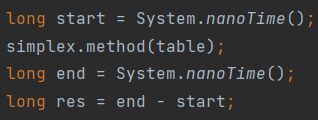 long start = System.nanoTime();
simplex.method(table);
long end = System.nanoTime();
long res = end - start;